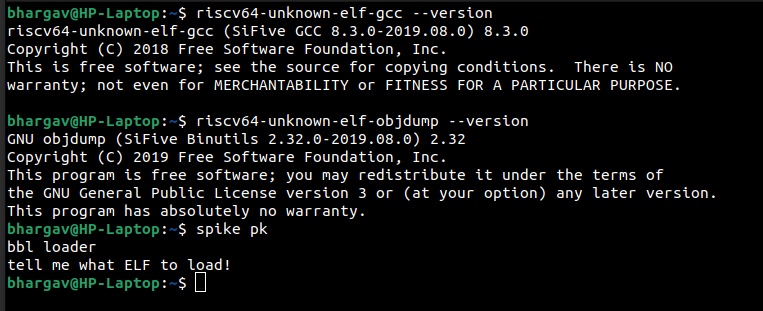 bhargav@HP-Laptop:~$ riscv64-unknown-elf-gcc --version
riscv64-unknown-elf-gcc (SiFive GCC 8.3.0-2019.08.0) 8.3.0
Copyright (C) 2018 Free Software Foundation, Inc.
This is free software; see the source for copying conditions.  There is NO
warranty; not even for MERCHANTABILITY or FITNESS FOR A PARTICULAR PURPOSE.

bhargav@HP-Laptop:~$ riscv64-unknown-elf-objdump --version
GNU objdump (SiFive Binutils 2.32.0-2019.08.0) 2.32
Copyright (C) 2019 Free Software Foundation, Inc.
This program is free software; you may redistribute it under the terms of
the GNU General Public License version 3 or (at your option) any later version.
This program has absolutely no warranty.
bhargav@HP-Laptop:~$ spike pk
bbl loader
tell me what ELF to load!
bhargav@HP-Laptop:~$